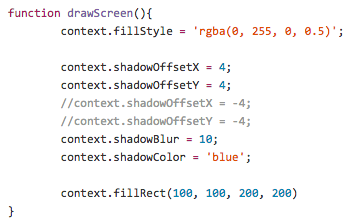 function drawScreen(){
context.fillStyle = 'rgba(0, 255, 0, 0.5)';
context.shadowOffsetX = 4;
context.shadowOffsetY = 4;
//context.shadowOffsetX = -4;
//context.shadowOffsetY = -4;
context.shadowBlur = 10;
context.shadowColor = 'blue';
context.fillRect(100, 100, 200, 200)
}